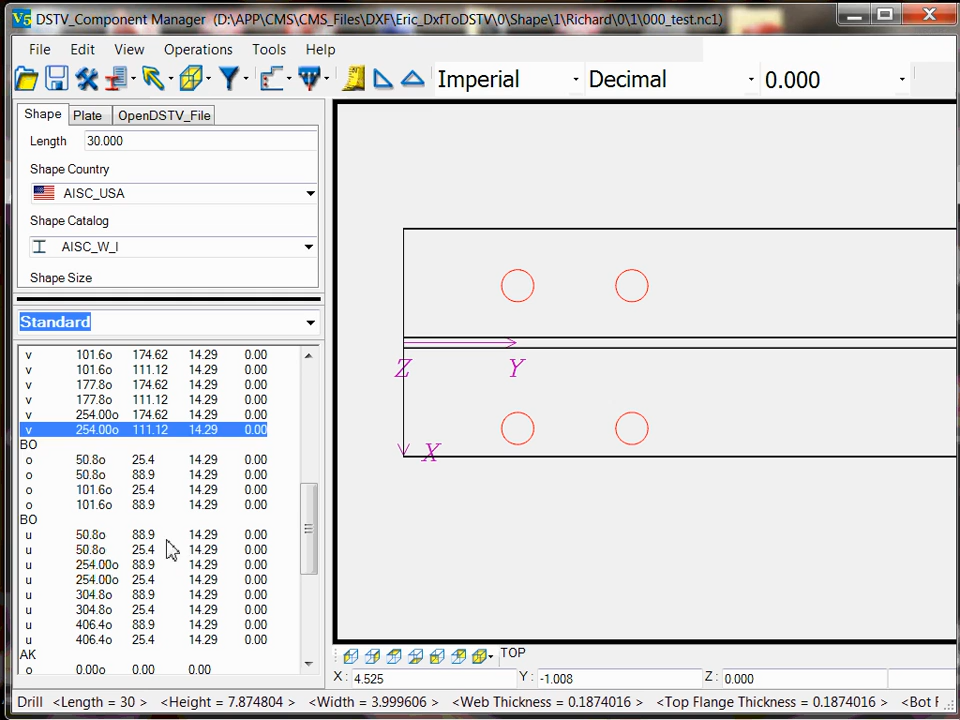 DSTV_Component Manager (D:\APP\CMS\CMS_Files\DXF\Eric_DxfToDSTV\0\Shape\1\Richard\0\1\000_test.nc1)
File Edit View Operations Tools Help
Imperial Decimal 0.000
Shape Plate OpenDSTV_File
Length 30.000
Shape Country
AISC_USA
Shape Catalog
AISC_W_I
Shape Size
Standard
v 101.6o 174.62 14.29 0.00
v 101.6o 111.12 14.29 0.00
v 177.8o 174.62 14.29 0.00
v 177.8o 111.12 14.29 0.00
v 254.00o 174.62 14.29 0.00
v 254.00o 111.12 14.29 0.00
BO
o 50.8o 25.4 14.29 0.00
o 50.8o 88.9 14.29 0.00
o 101.6o 25.4 14.29 0.00
o 101.6o 88.9 14.29 0.00
BO
u 50.8o 88.9 14.29 0.00
u 50.8o 25.4 14.29 0.00
u 254.00o 88.9 14.29 0.00
u 254.00o 25.4 14.29 0.00
u 304.8o 88.9 14.29 0.00
u 304.8o 25.4 14.29 0.00
u 406.4o 88.9 14.29 0.00
u 406.4o 25.4 14.29 0.00
AK
o 0.00o 0.00 0.00
Z Y
X
TOP
X: 4.525 Y: -1.008 Z: 0.000
Drill <Length = 30 > <Height = 7.874804 > <Width = 3.999606 > <Web Thickness = 0.1874016 > <Top Flange Thickness = 0.1874016 > <Bot F